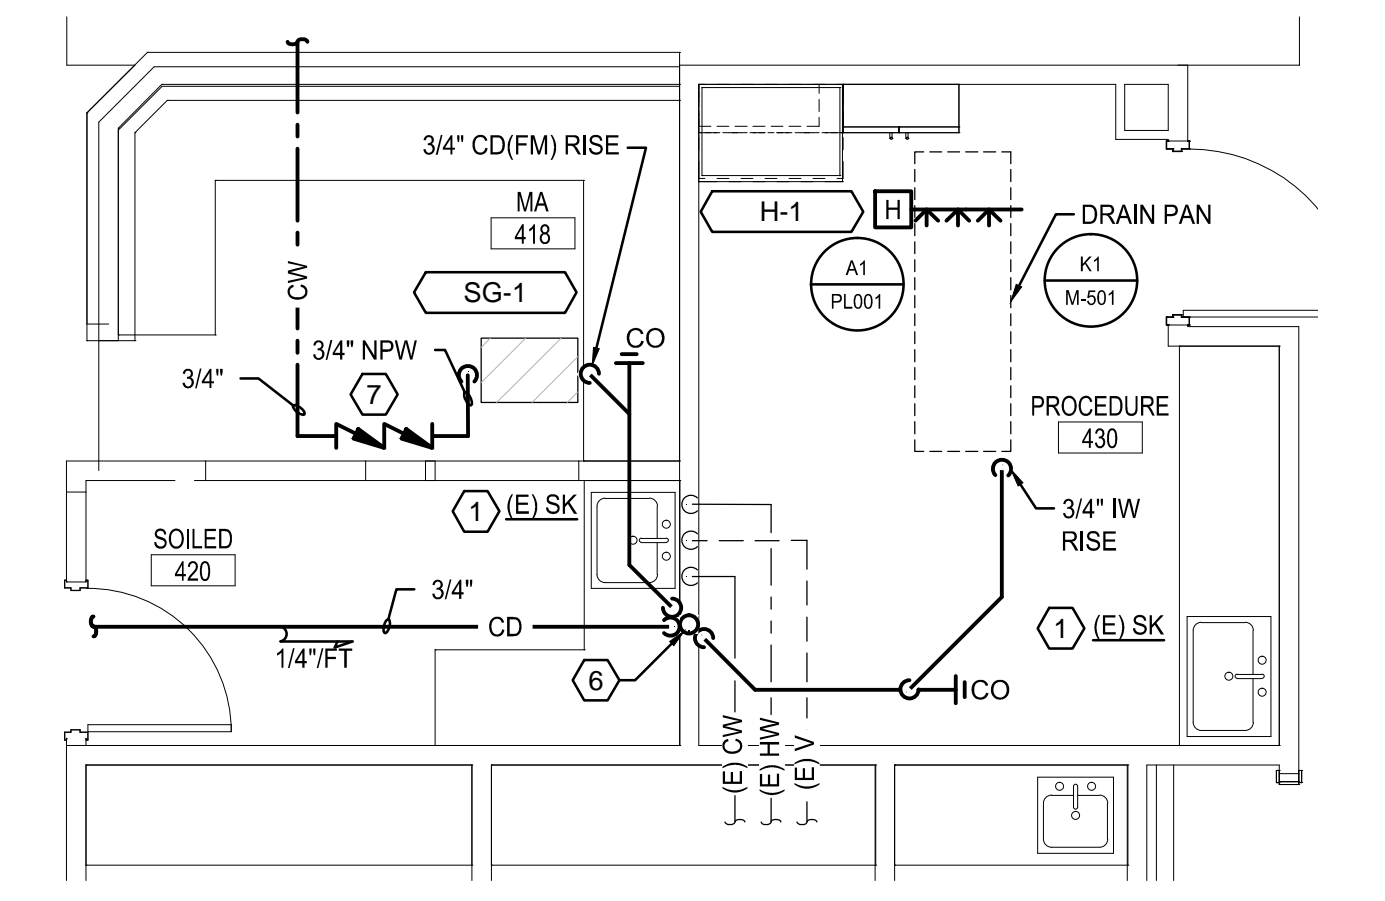 3/4" CD(FM) RISE
MA
418
H-1
H
DRAIN PAN
A1
PL001
K1
M-501
CW
SG-1
CO
3/4" NPW
3/4"
7
PROCEDURE
430
1
(E) SK
3/4" IW
RISE
SOILED
420
3/4"
CD
1/4"/FT
6
1
(E) SK
CO
(E) CW
(E) HW
(E) V